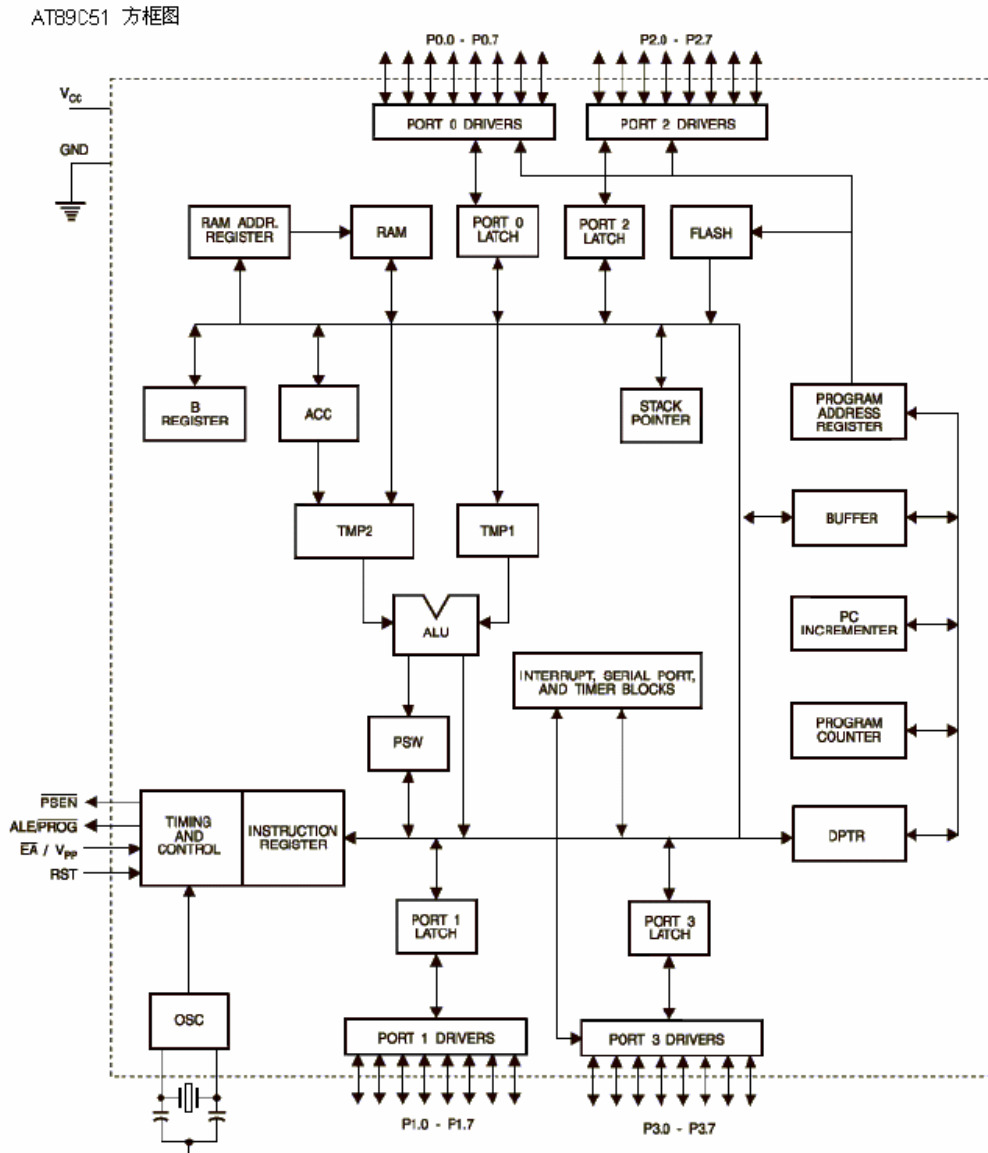 AT89C51 方框图
P0.0 - P0.7
P2.0 - P2.7
VCC
GND
PORT 0 DRIVERS
PORT 2 DRIVERS
RAM ADDR.
REGISTER
RAM
PORT 0
LATCH
PORT 2
LATCH
FLASH
B
REGISTER
ACC
STACK
POINTER
PROGRAM
ADDRESS
REGISTER
TMP2
TMP1
BUFFER
ALU
PC
INCREMENTER
INTERRUPT, SERIAL PORT,
AND TIMER BLOCKS
PSW
PROGRAM
COUNTER
PSEN
ALE/PROG
EA / VPP
RST
TIMING
AND
CONTROL
INSTRUCTION
REGISTER
DPTR
PORT 1
LATCH
PORT 3
LATCH
OSC
PORT 1 DRIVERS
PORT 3 DRIVERS
P1.0 - P1.7
P3.0 - P3.7